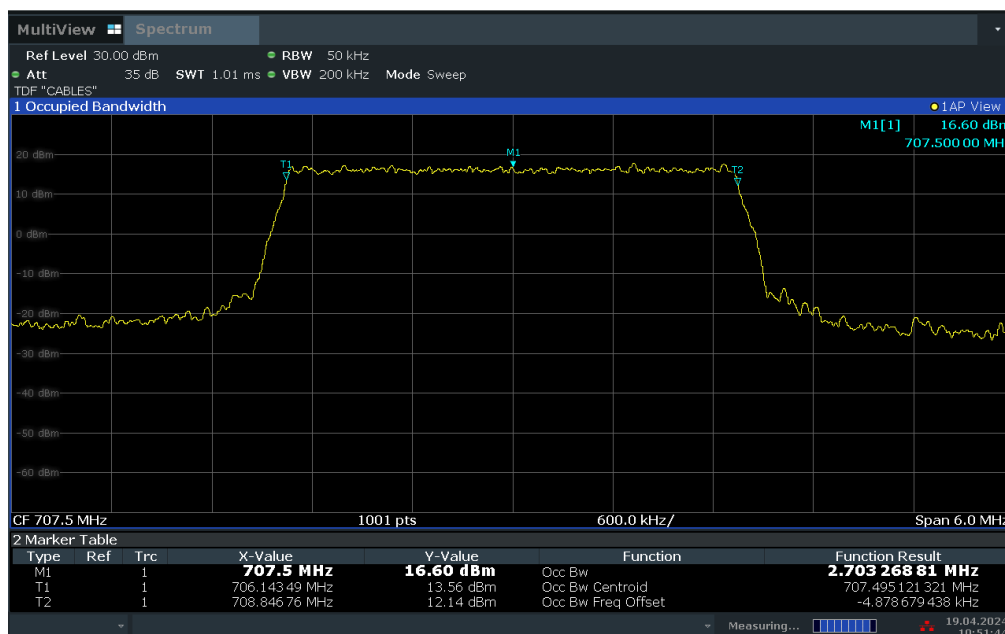 MultiView Spectrum
Ref Level 30.00 dBm RBW 50 kHz
Att 35 dB SWT 1.01 ms VBW 200 kHz Mode Sweep
TDF "CABLES"
1 Occupied Bandwidth 1AP View
M1[1] 16.60 dBm
707.500 00 MH
20 dBm
M1
T1
T2
10 dBm
0 dBm
-10 dBm
-20 dBm
-30 dBm
-40 dBm
-50 dBm
-60 dBm
CF 707.5 MHz 1001 pts 600.0 kHz/ Span 6.0 MHz
2 Marker Table
Type Ref Trc X-Value Y-Value Function Function Result
M1 1 707.5 MHz 16.60 dBm Occ Bw 2.703 268 81 MHz
T1 1 706.143 49 MHz 13.56 dBm Occ Bw Centroid 707.495 121 321 MHz
T2 1 708.846 76 MHz 12.14 dBm Occ Bw Freq Offset -4.878 679 438 kHz
Measuring... 19.04.2024
10:51:44